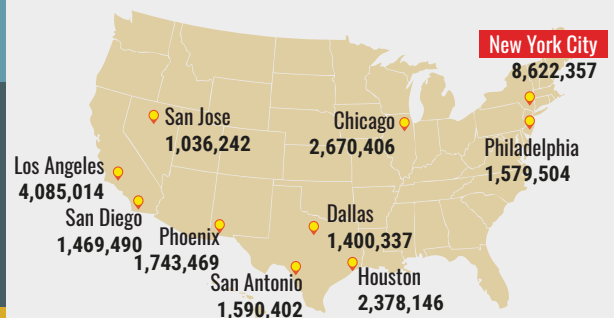 New York City
8,622,357
San Jose
1,036,242
Chicago
2,670,406
Philadelphia
1,579,504
Los Angeles
4,085,014
San Diego
1,469,490
Phoenix
1,743,469
Dallas
1,400,337
San Antonio
1,590,402
Houston
2,378,146